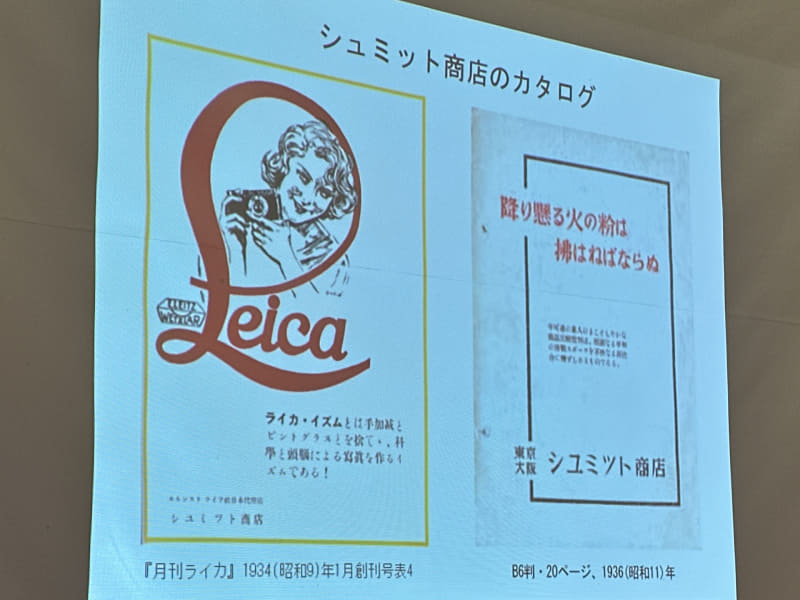 シュミット商店のカタログ
E.LEITZ
WETZLAR
Leica
ライカ・イズムとは手加減と
ピントグラスとを捨てゝ、科
學と頭腦による寫眞を作るイ
ズムである!
シュミット商店
『月刊ライカ』1934(昭和9)年1月創刊号表4
降り懸る火の粉は
拂はねばならぬ
東京
大阪
シユミツト商店
B6判・20ページ、1936(昭和11)年